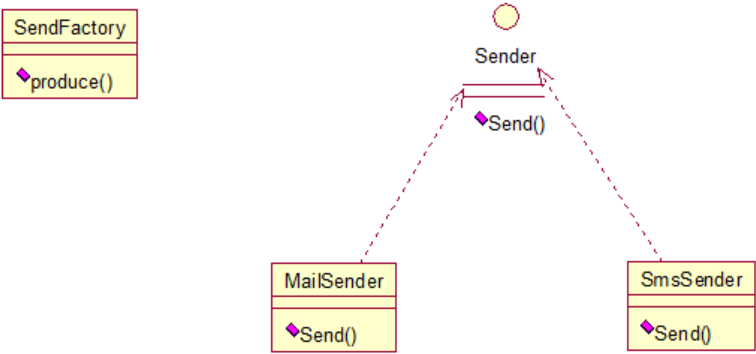 SendFactory
produce()
Sender
Send()
MailSender
Send()
SmsSender
Send()